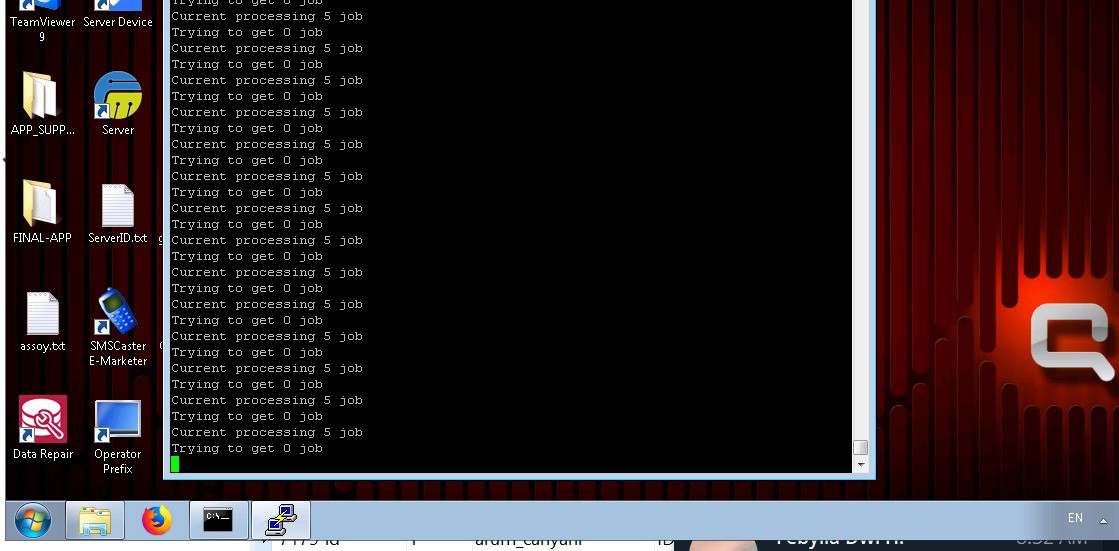 TeamViewer
9
Server Device
APP_SUPP...
Server
FINAL-APP
ServerID.txt
assoy.txt
SMSCaster
E-Marketer
Data Repair
Operator
Prefix
Trying to get 0 job
Current processing 5 job
Trying to get 0 job
Current processing 5 job
Trying to get 0 job
Current processing 5 job
Trying to get 0 job
Current processing 5 job
Trying to get 0 job
Current processing 5 job
Trying to get 0 job
Current processing 5 job
Trying to get 0 job
Current processing 5 job
Trying to get 0 job
Current processing 5 job
Trying to get 0 job
Current processing 5 job
Trying to get 0 job
Current processing 5 job
Trying to get 0 job
Current processing 5 job
Trying to get 0 job
Current processing 5 job
Trying to get 0 job
Current processing 5 job
Trying to get 0 job
Current processing 5 job
Trying to get 0 job
C:\_
EN